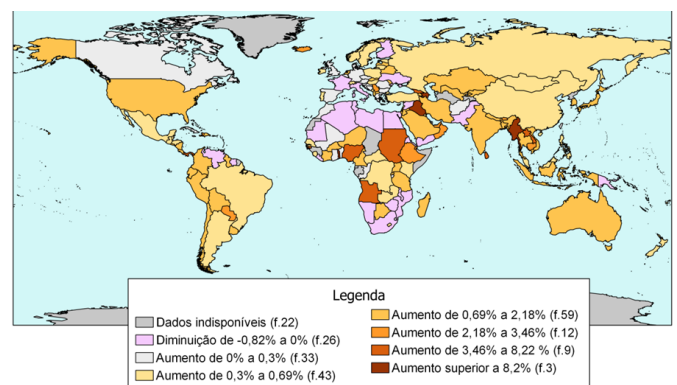 Legenda
Dados indisponíveis (f.22)
Diminuição de -0,82% a 0% (f.26)
Aumento de 0% a 0,3% (f.33)
Aumento de 0,3% a 0,69% (f.43)
Aumento de 0,69% a 2,18% (f.59)
Aumento de 2,18% a 3,46% (f.12)
Aumento de 3,46% a 8,22 % (f.9)
Aumento superior a 8,2% (f.3)